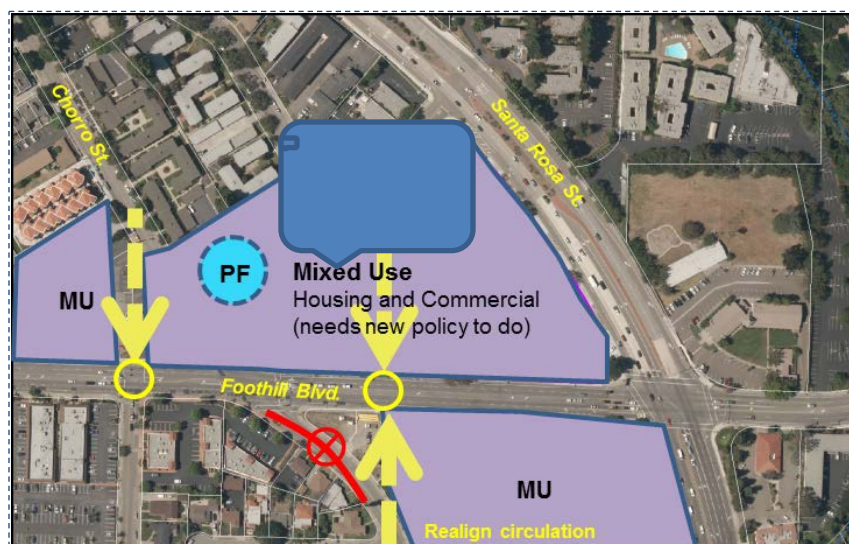 Chorro St.
Santa Rosa St.
PF
Mixed Use
Housing and Commercial
(needs new policy to do)
MU
Foothill Blvd.
MU
Realign circulation